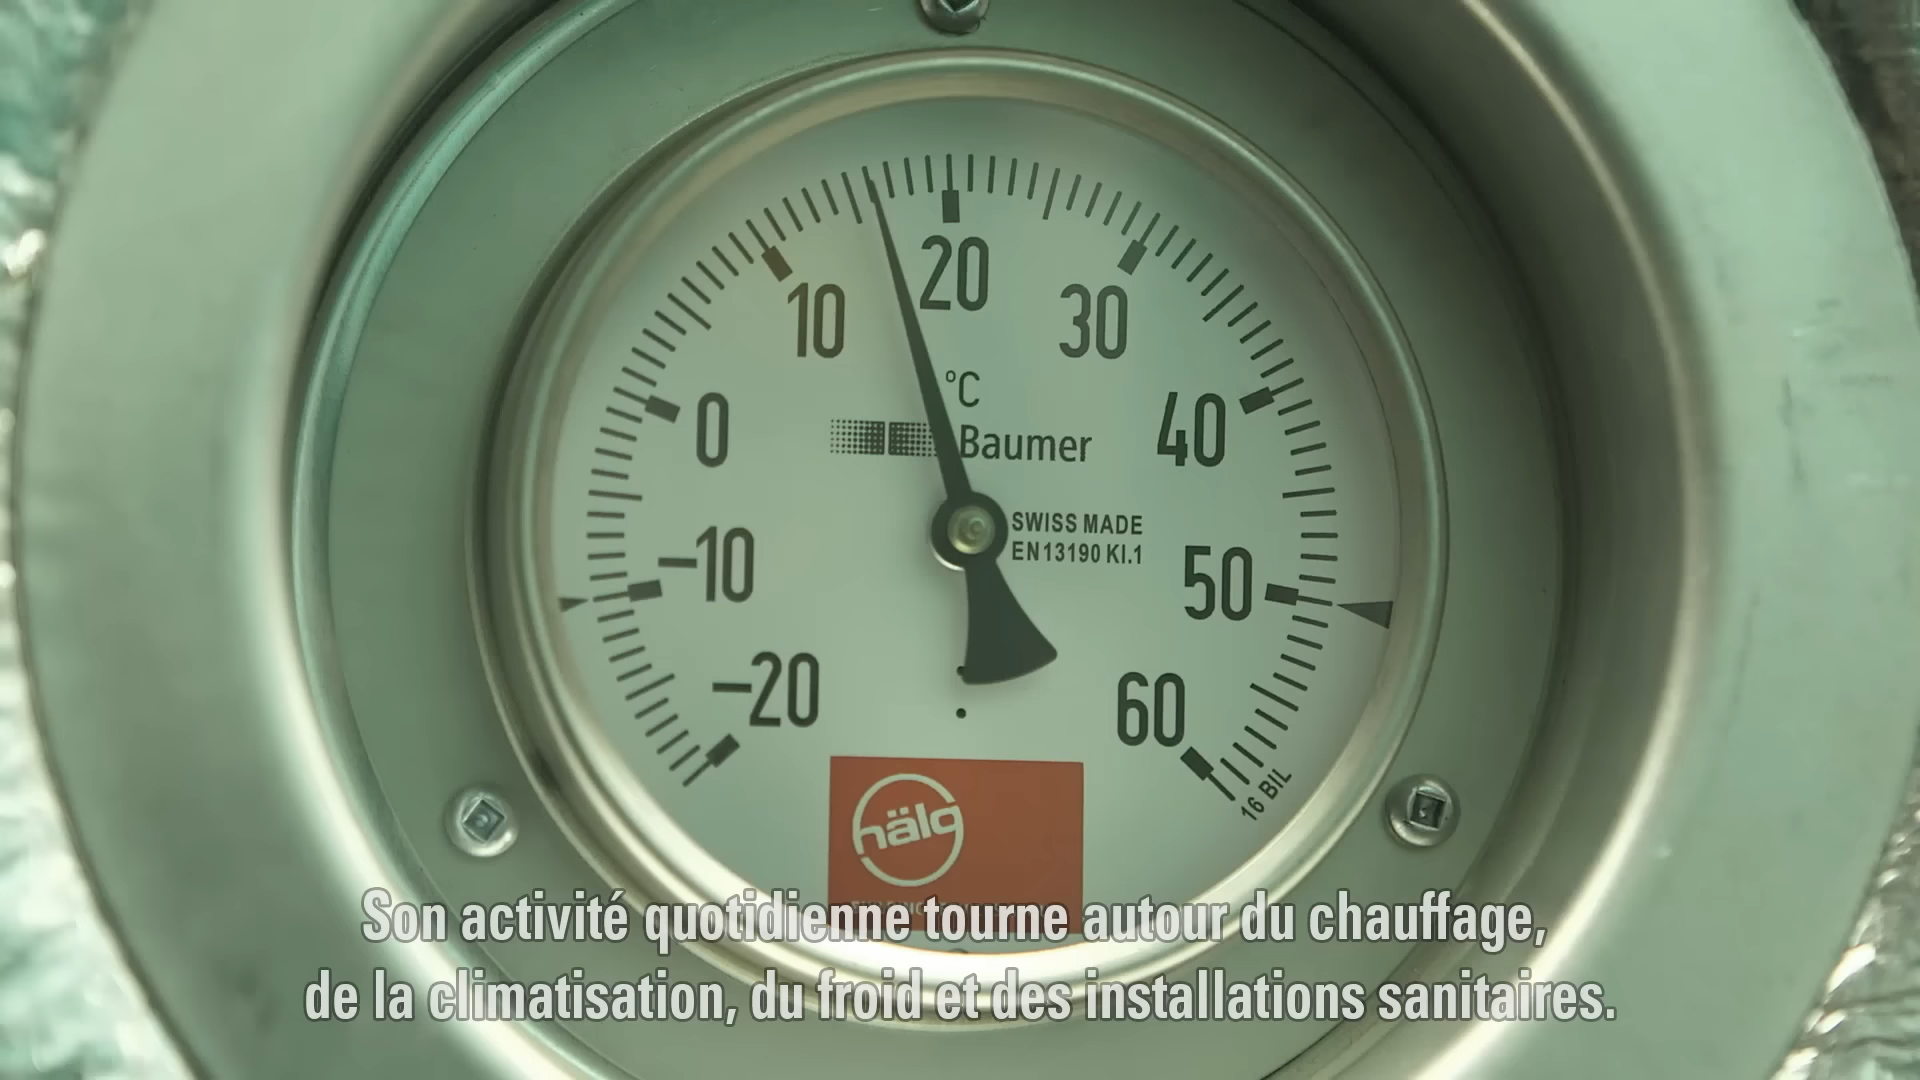 10
20
30
°C
0
40
Baumer
SWISS MADE
EN13190 Kl.1
-10
50
-20
60
16 BIL
hälg
Son activité quotidienne tourne autour du chauffage,
de la climatisation, du froid et des installations sanitaires.